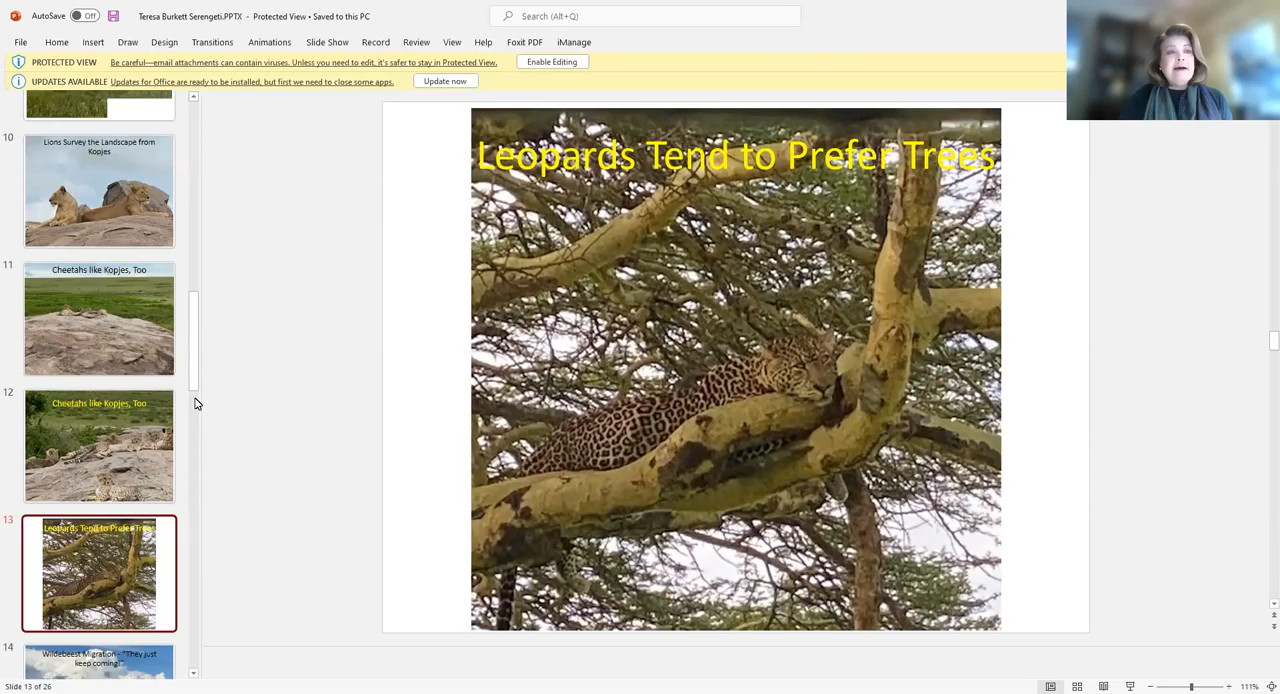 AutoSave Off Teresa Burkett Serengeti.PPTX - Protected View • Saved to this PC Search (Alt+Q)
File Home Insert Draw Design Transitions Animations Slide Show Record Review View Help Foxit PDF iManage
PROTECTED VIEW Be careful—email attachments can contain viruses. Unless you need to edit, it's safer to stay in Protected View. Enable Editing
UPDATES AVAILABLE Updates for Office are ready to be installed, but first we need to close some apps. Update now
10
Lions Survey the Landscape from
Kopjes
11
Cheetahs like Kopjes, Too
12
Cheetahs like Kopjes, Too
13
Leopards Tend to Prefer Trees
14
Wildebeest Migration - "They just
keep coming!"
Leopards Tend to Prefer Trees
Slide 13 of 26 111%